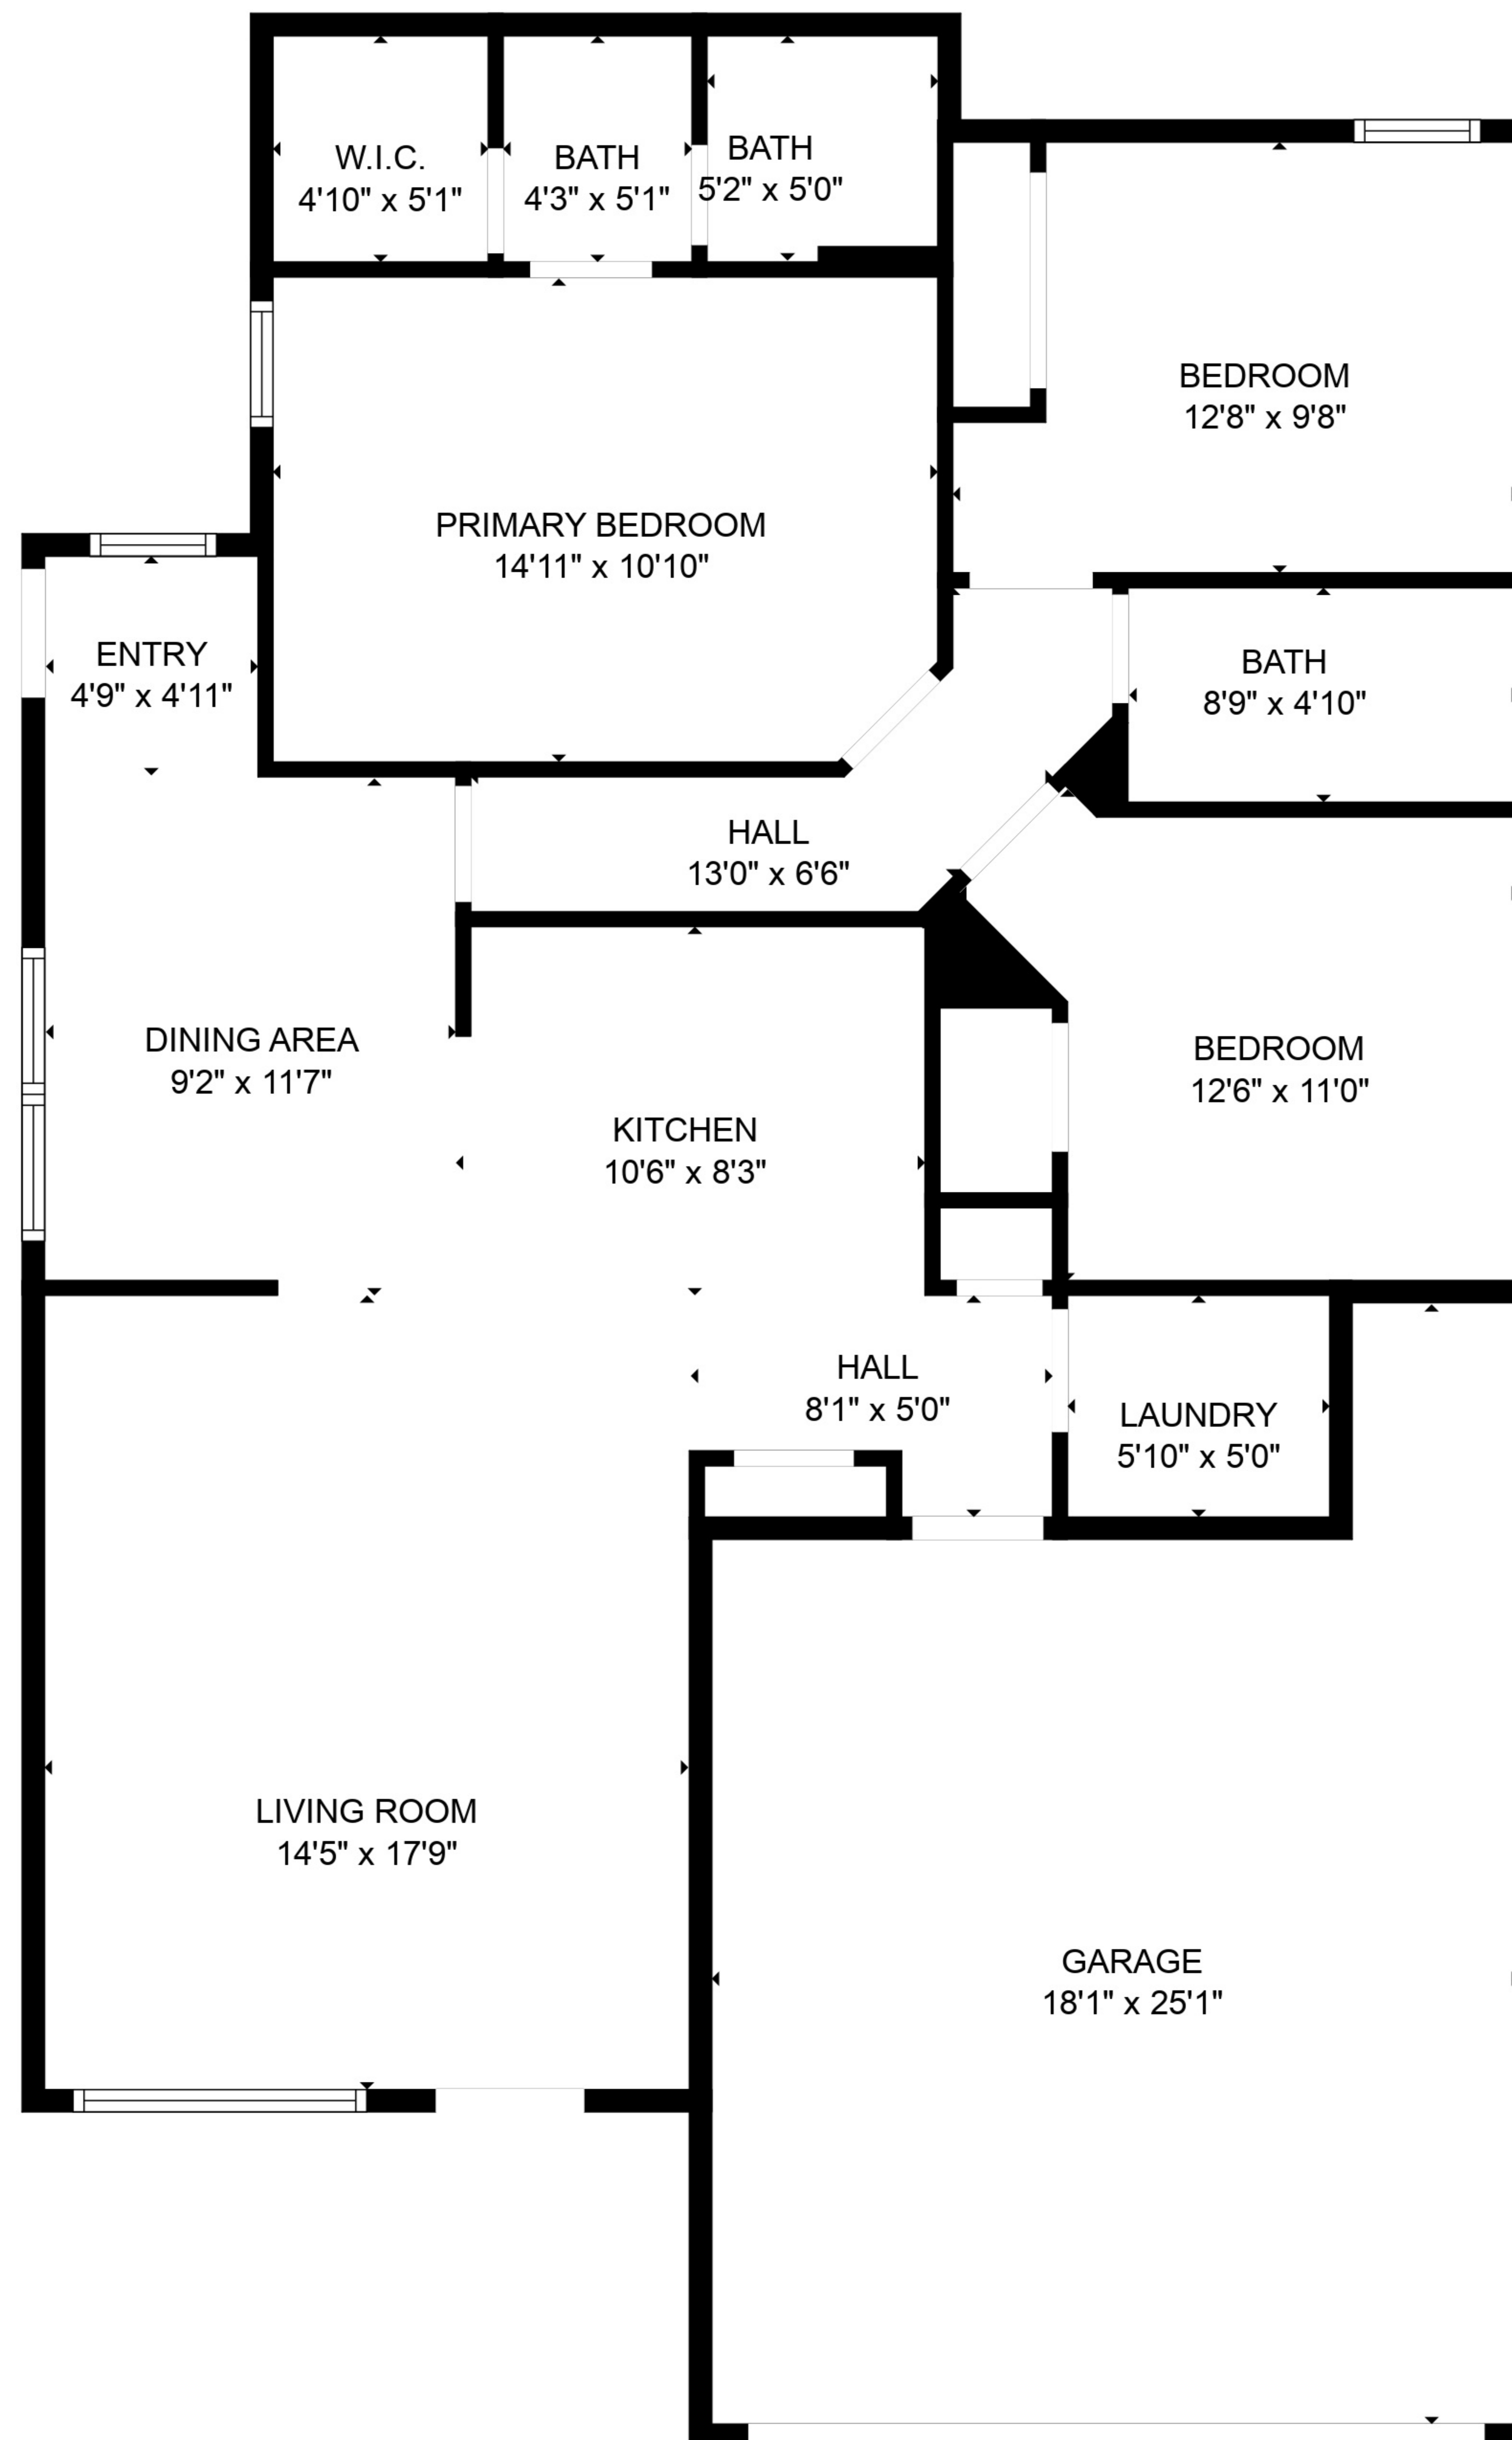 W.I.C.
4'10" x 5'1"
BATH
4'3" x 5'1"
BATH
5'2" x 5'0"
BEDROOM
12'8" x 9'8"
PRIMARY BEDROOM
14'11" x 10'10"
ENTRY
4'9" x 4'11"
BATH
8'9" x 4'10"
HALL
13'0" x 6'6"
DINING AREA
9'2" x 11'7"
BEDROOM
12'6" x 11'0"
KITCHEN
10'6" x 8'3"
HALL
8'1" x 5'0"
LAUNDRY
5'10" x 5'0"
LIVING ROOM
14'5" x 17'9"
GARAGE
18'1" x 25'1"